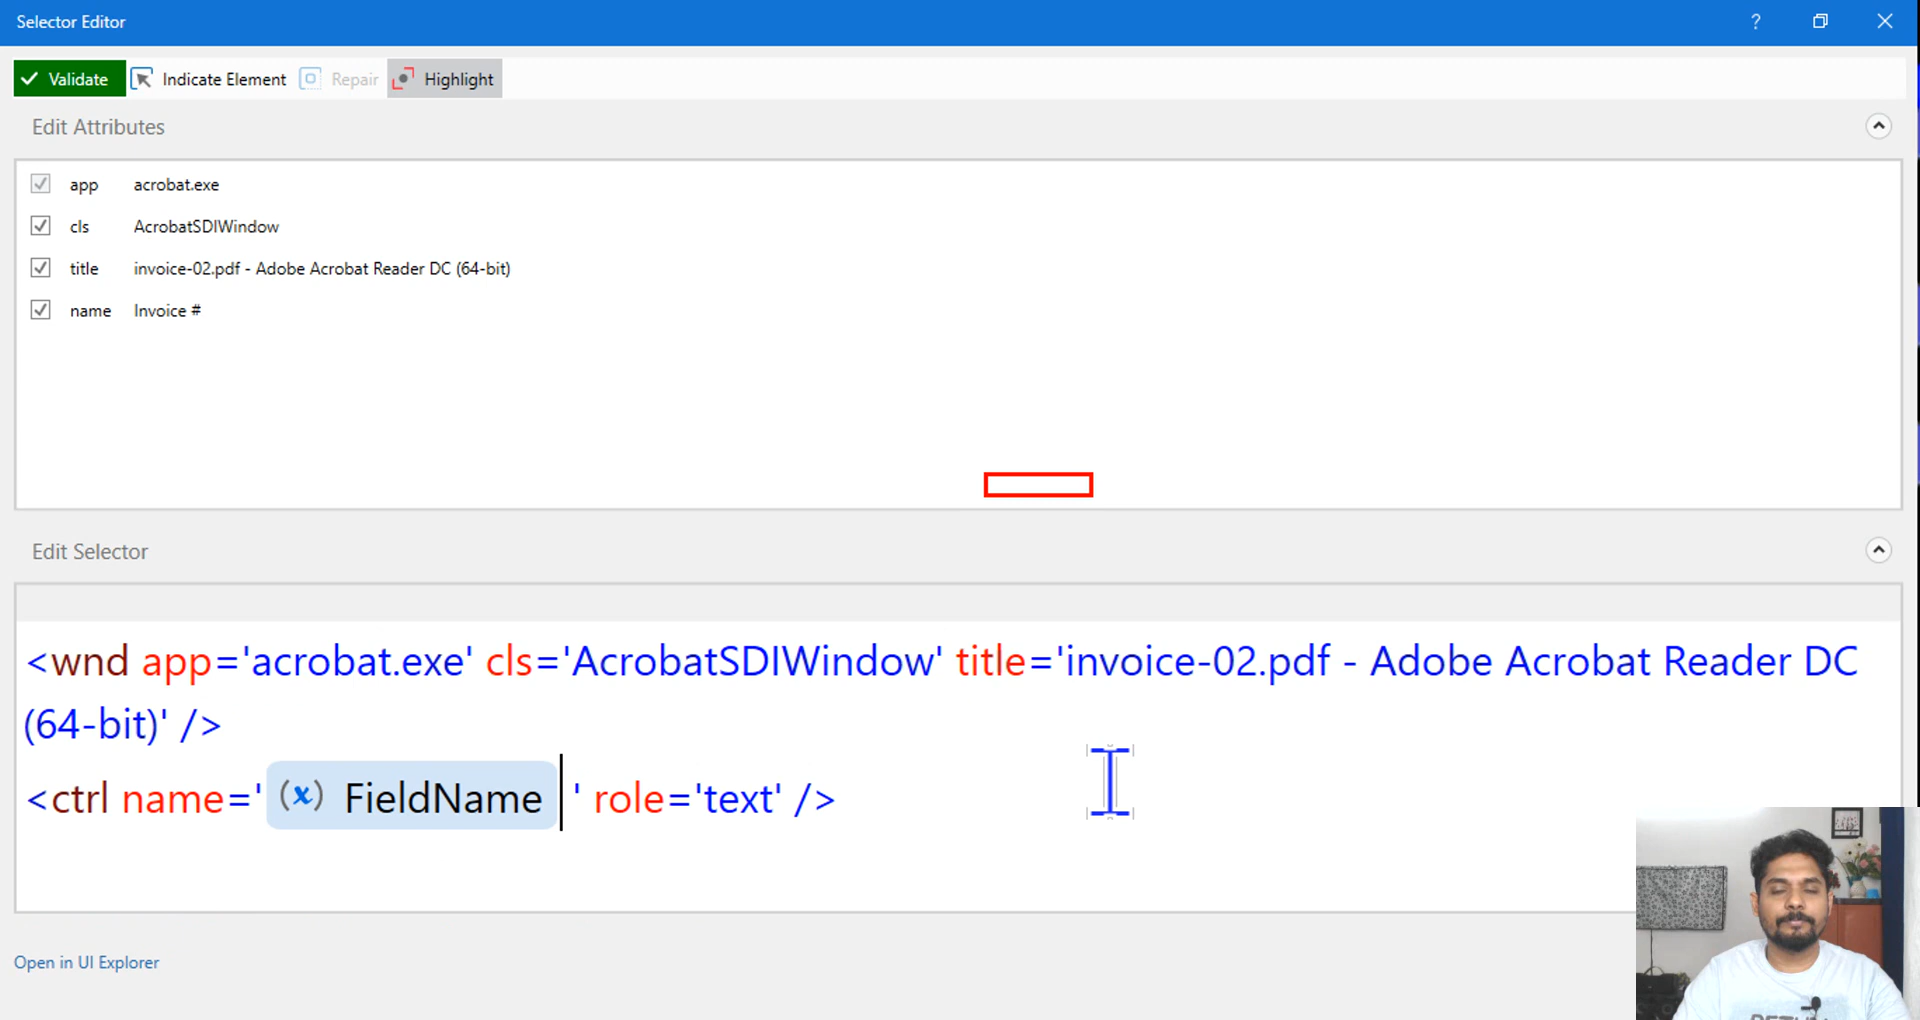 Selector Editor
?
Validate Indicate Element Repair Highlight
Edit Attributes
app acrobat.exe
cls AcrobatSDIWindow
title invoice-02.pdf - Adobe Acrobat Reader DC (64-bit)
name Invoice #
Edit Selector
<wnd app='acrobat.exe' cls='AcrobatSDIWindow' title='invoice-02.pdf - Adobe Acrobat Reader DC
(64-bit)' />
<ctrl name=' (x) FieldName ' role='text' />
Open in UI Explorer